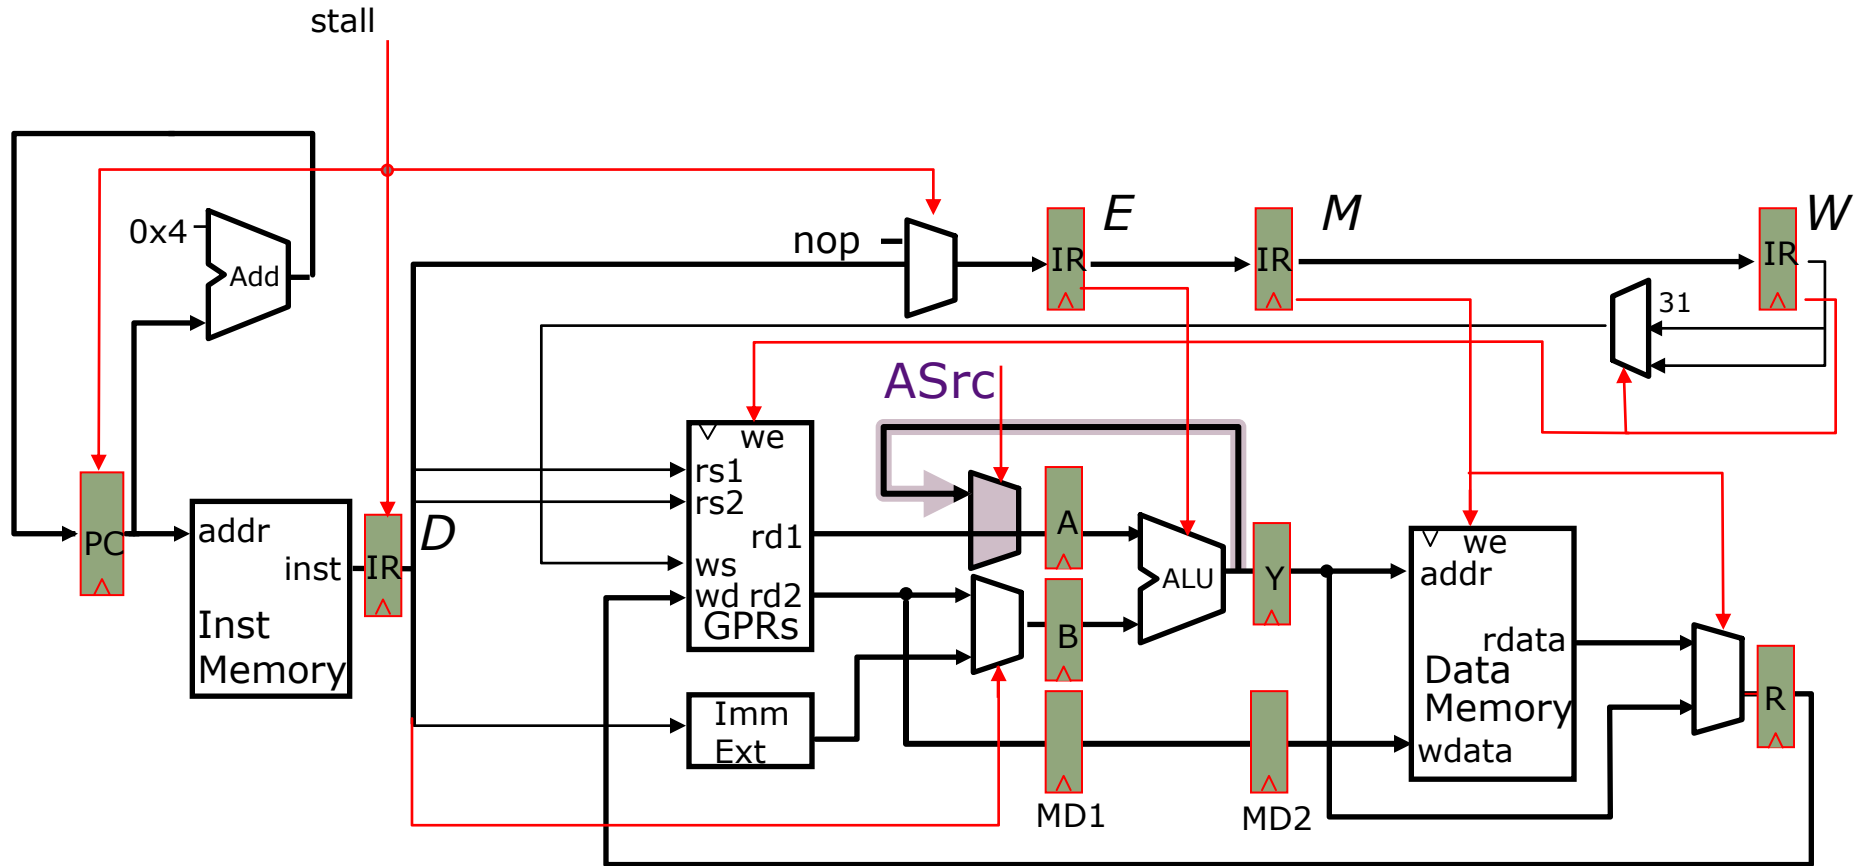 stall
E
M
W
0x4
Add
nop
IR
IR
IR
31
ASrc
we
rs1
rs2
rd1
ws
wd rd2
GPRs
A
B
ALU
Y
PC
addr
inst
Inst
Memory
IR
D
we
addr
rdata
Data
Memory
wdata
R
Imm
Ext
MD1
MD2